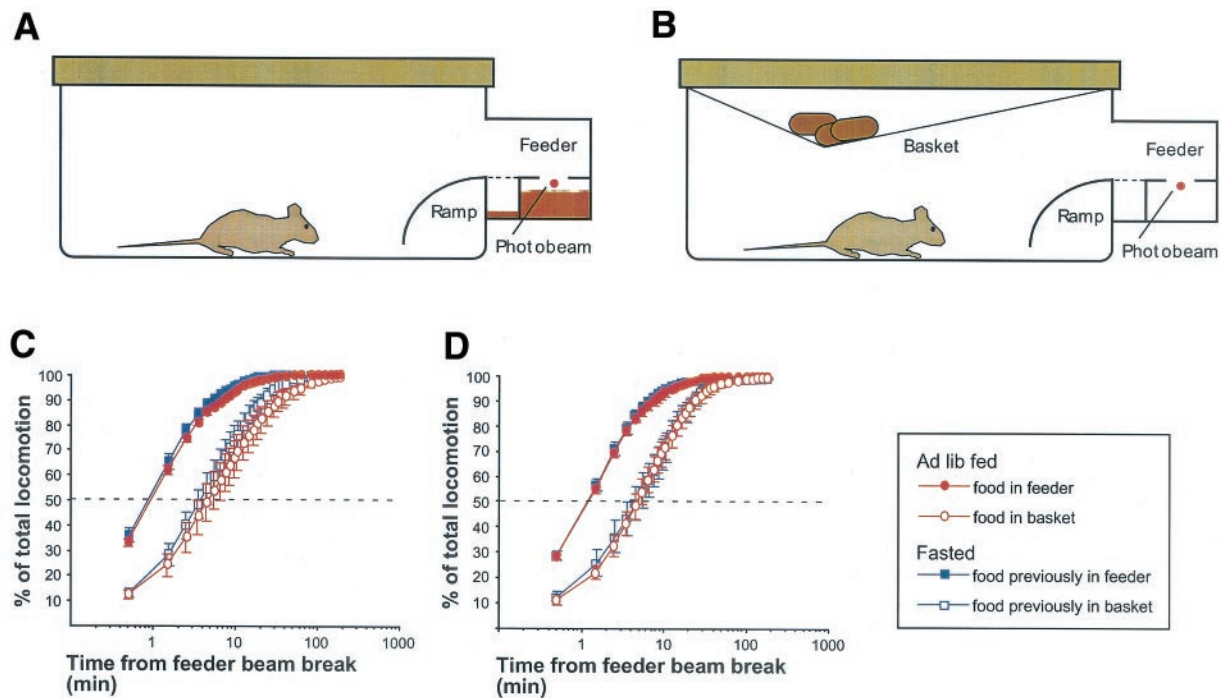 A
Feeder
Ramp
Photobeam
B
Basket
Feeder
Ramp
Photobeam
C
% of total locomotion
100
90
80
70
60
50
40
30
20
10
1
10
100
1000
Time from feeder beam break
(min)
D
% of total locomotion
100
90
80
70
60
50
40
30
20
10
1
10
100
1000
Time from feeder beam break
(min)
Ad lib fed
food in feeder
food in basket
Fasted
food previously in feeder
food previously in basket